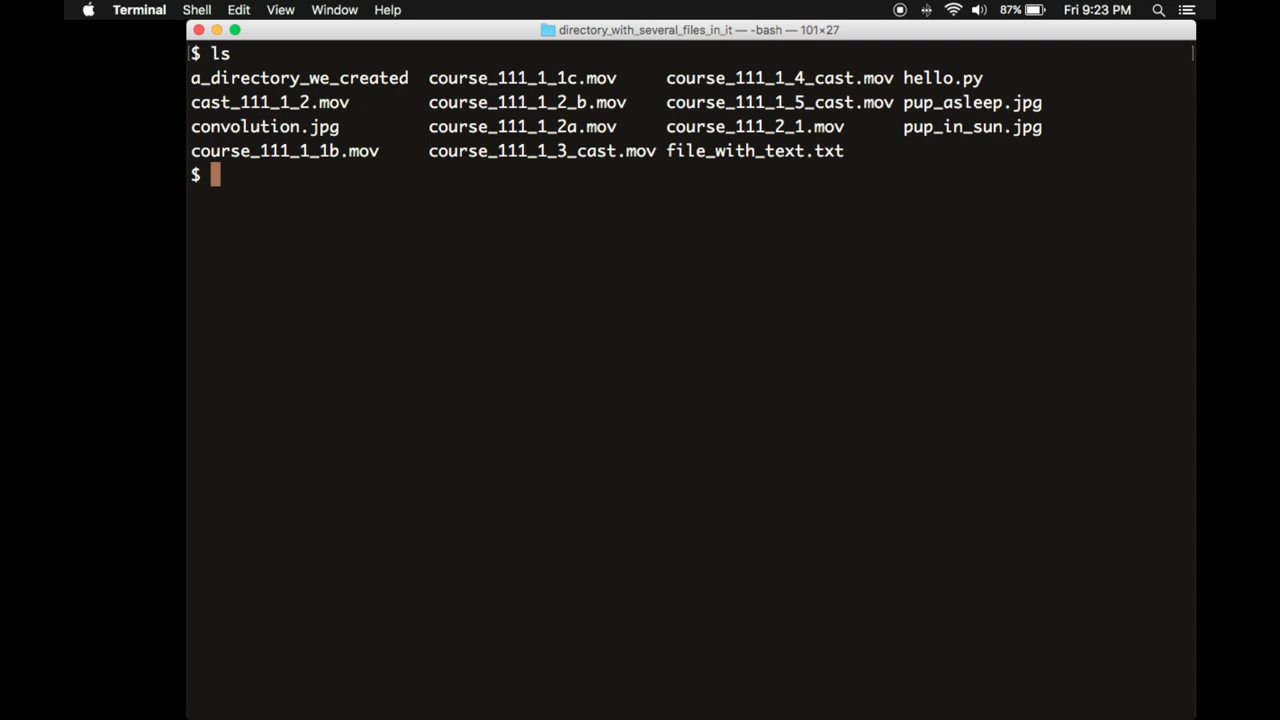 Terminal Shell Edit View Window Help 87% Fri 9:23 PM
directory_with_several_files_in_it — -bash — 101×27
$ ls
a_directory_we_created course_111_1_1c.mov course_111_1_4_cast.mov hello.py
cast_111_1_2.mov course_111_1_2_b.mov course_111_1_5_cast.mov pup_asleep.jpg
convolution.jpg course_111_1_2a.mov course_111_2_1.mov pup_in_sun.jpg
course_111_1_1b.mov course_111_1_3_cast.mov file_with_text.txt
$